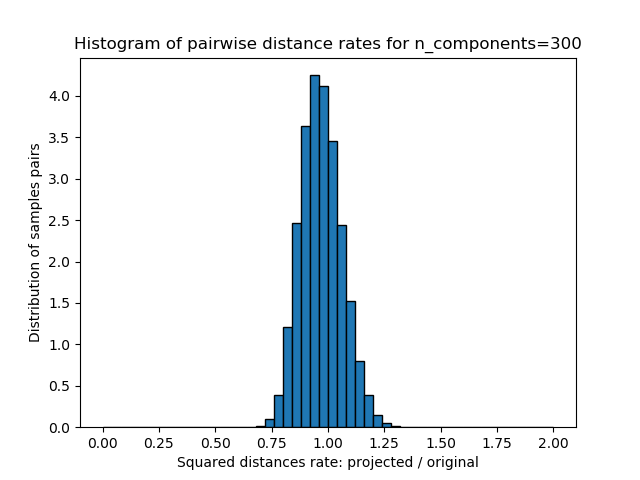 Histogram of pairwise distance rates for n_components=300
Distribution of samples pairs
4.0
3.5
3.0
2.5
2.0
1.5
1.0
0.5
0.0
0.00 0.25 0.50 0.75 1.00 1.25 1.50 1.75 2.00
Squared distances rate: projected / original